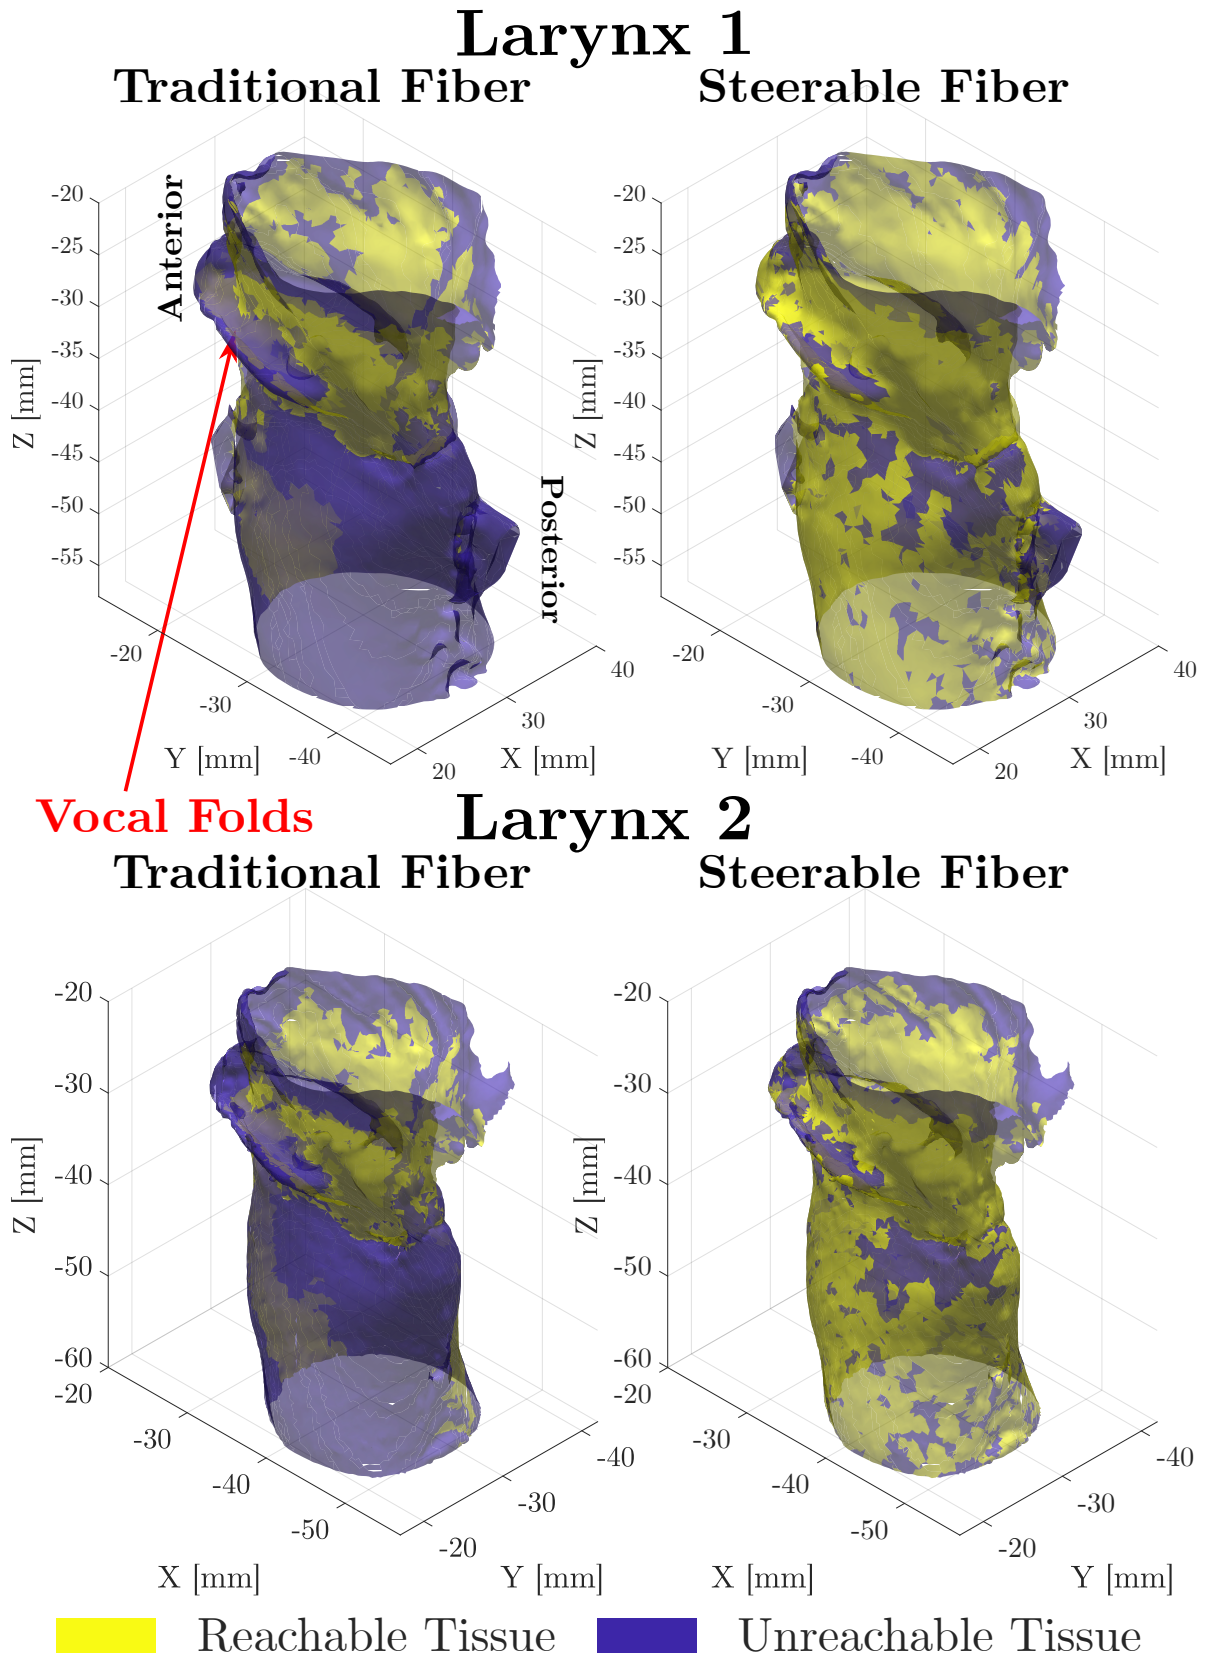 Larynx 1
Traditional Fiber
Steerable Fiber
Anterior
Posterior
Z [mm]
-20
-25
-30
-35
-40
-45
-50
-55
-20
-30
-40
Y [mm]
20
30
40
X [mm]
Z [mm]
-20
-25
-30
-35
-40
-45
-50
-55
-20
-30
-40
Y [mm]
20
30
40
X [mm]
Vocal Folds
Larynx 2
Traditional Fiber
Steerable Fiber
Z [mm]
-20
-30
-40
-50
-60
-20
-30
-40
-50
X [mm]
-20
-30
-40
Y [mm]
Z [mm]
-20
-30
-40
-50
-60
-20
-30
-40
-50
X [mm]
-20
-30
-40
Y [mm]
Reachable Tissue
Unreachable Tissue